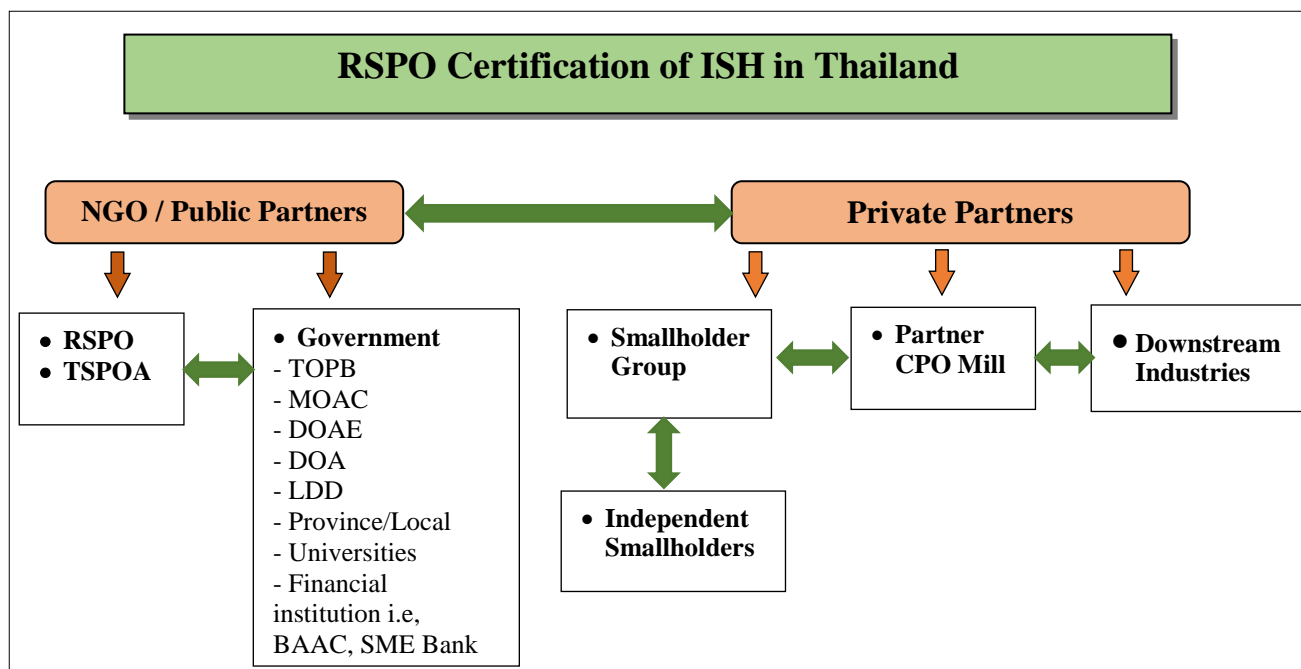 RSPO Certification of ISH in Thailand
NGO / Public Partners
Private Partners
• RSPO
• TSPOA
• Government
- TOPB
- MOAC
- DOAE
- DOA
- LDD
- Province/Local
- Universities
- Financial
institution i.e,
BAAC, SME Bank
• Smallholder
Group
• Partner
CPO Mill
• Downstream
Industries
• Independent
Smallholders